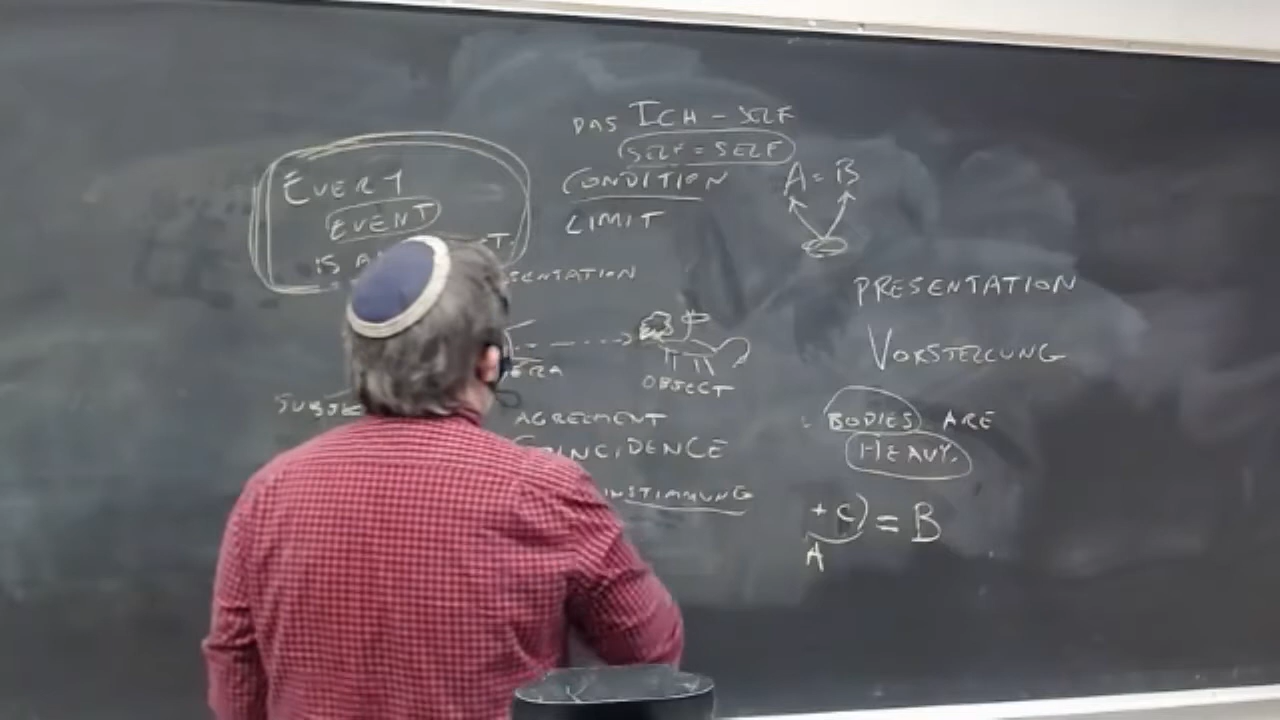 DAS ICH - SELF
SELF = SELF
CONDITION
LIMIT
A = B
EVERY
EVENT
IS A
PRESENTATION
VORSTELLUNG
OBJECT
AGREEMENT
BODIES ARE
HEAVY.
+ C) = B
A